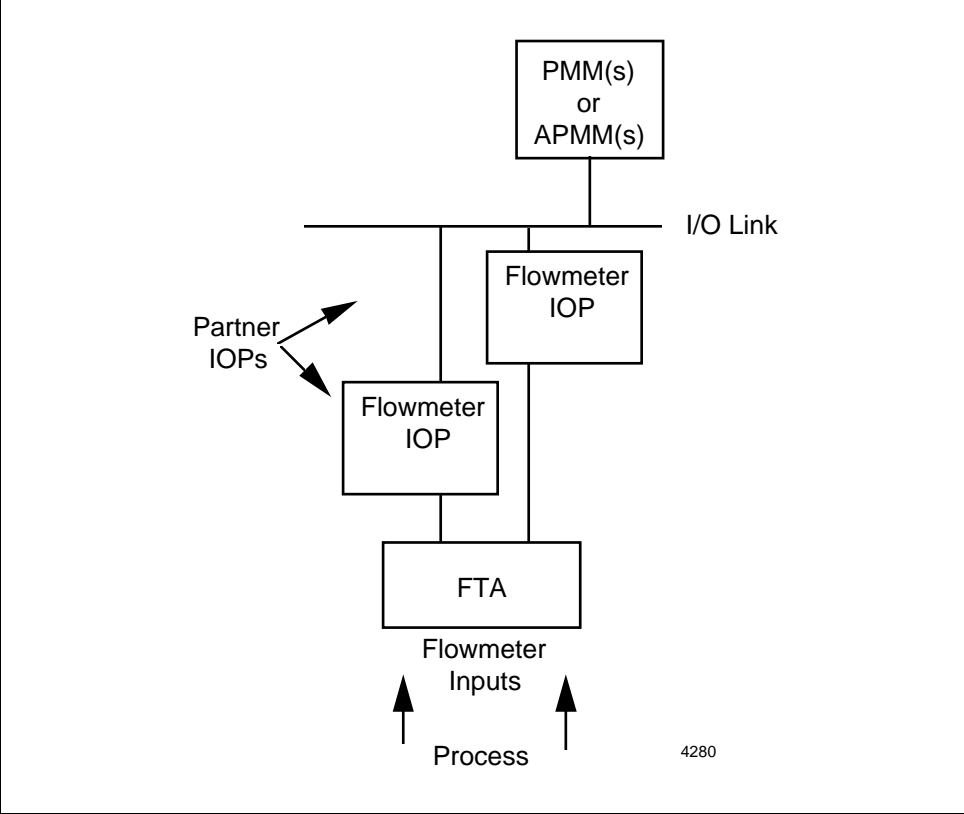 PMM(s)
or
APMM(s)
I/O Link
Flowmeter
IOP
Partner
IOPs
Flowmeter
IOP
FTA
Flowmeter
Inputs
Process
4280